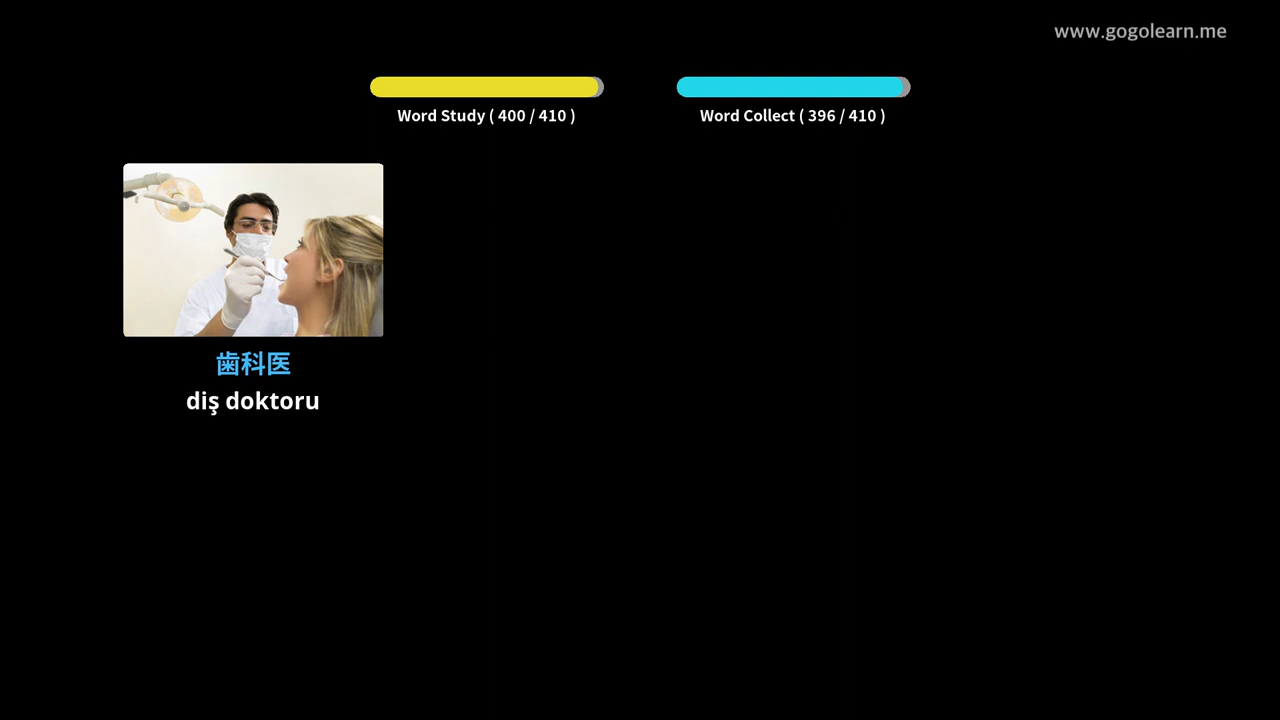 www.gogolearn.me
Word Study ( 400 / 410 )
Word Collect ( 396 / 410 )
歯科医
diş doktoru